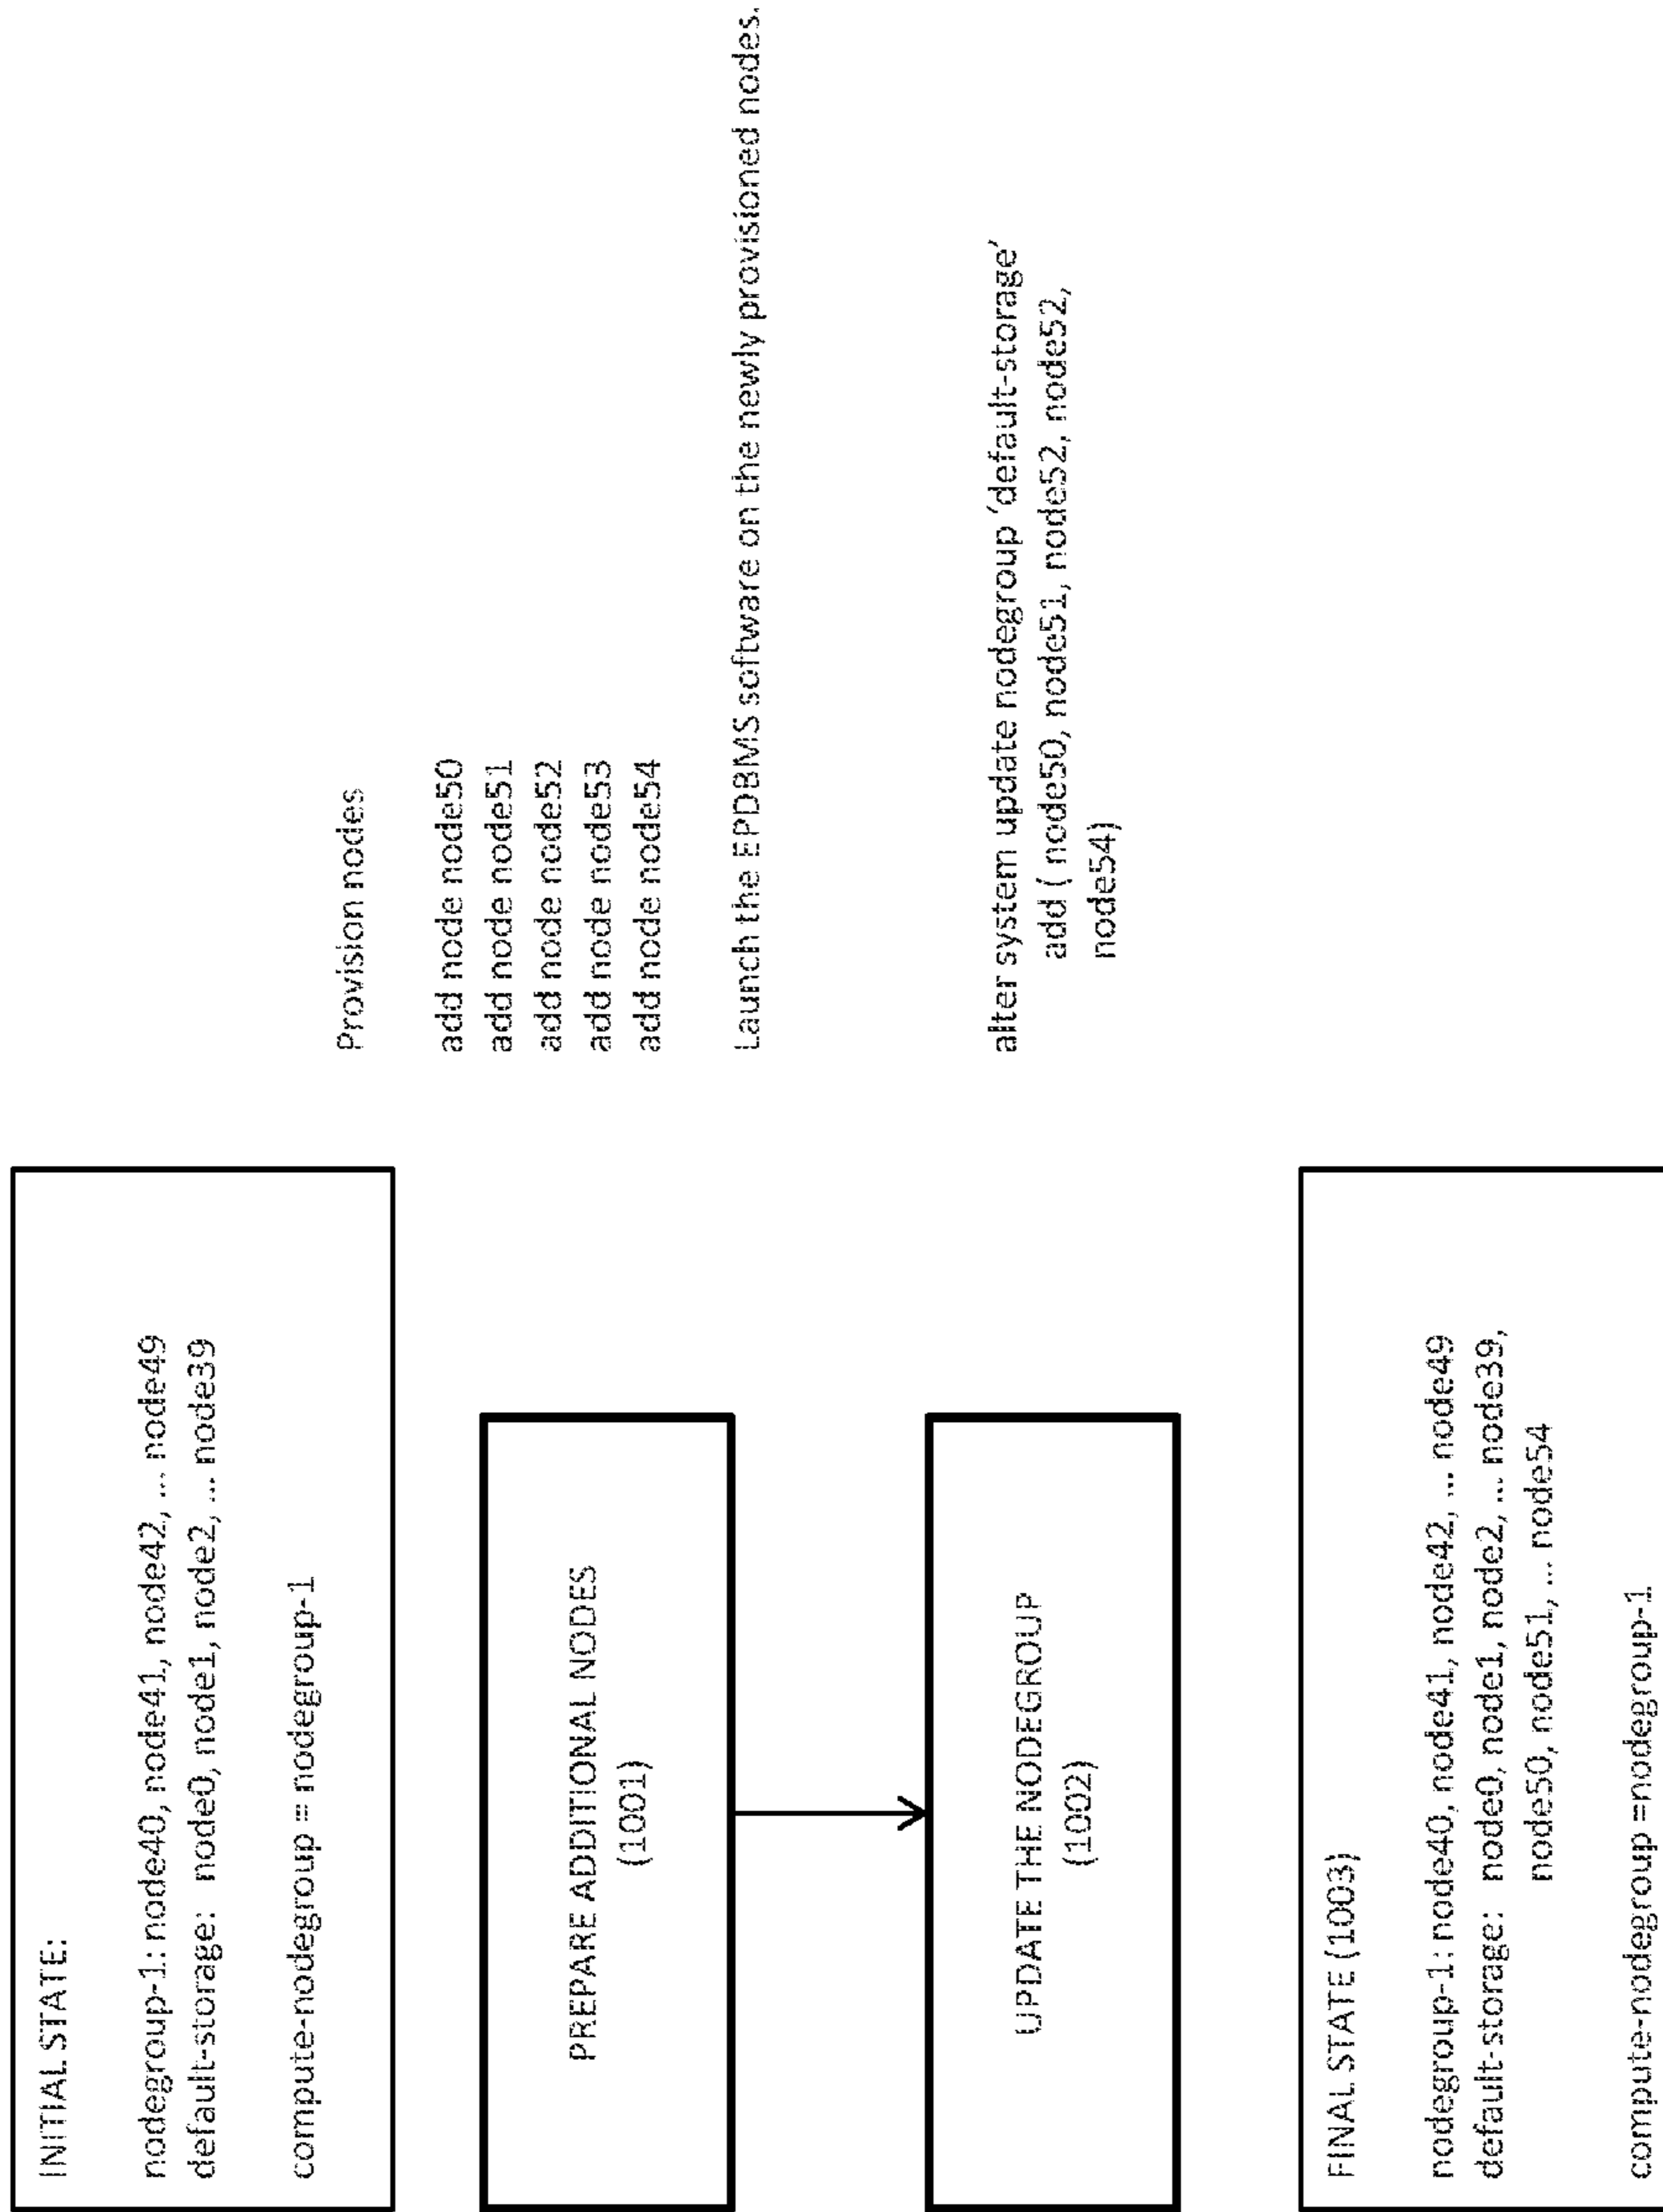 INITIAL STATE:
nodegroup-1: node40, node41, node42, ... node49
default-storage: node0, node1, node2, ... node39
compute-nodegroup = nodegroup-1
PREPARE ADDITIONAL NODES
(1001)
Provision nodes
add node node50
add node node51
add node node52
add node node53
add node node54
Launch the EPDBMS software on the newly provisioned nodes.
UPDATE THE NODEGROUP
(1002)
alter system update nodegroup ‘default-storage’
add ( node50, node51, node52, node52,
node54)
FINAL STATE (1003)
nodegroup-1: node40, node41, node42, ... node49
default-storage: node0, node1, node2, ... node39,
node50, node51, ... node54
compute-nodegroup =nodegroup-1